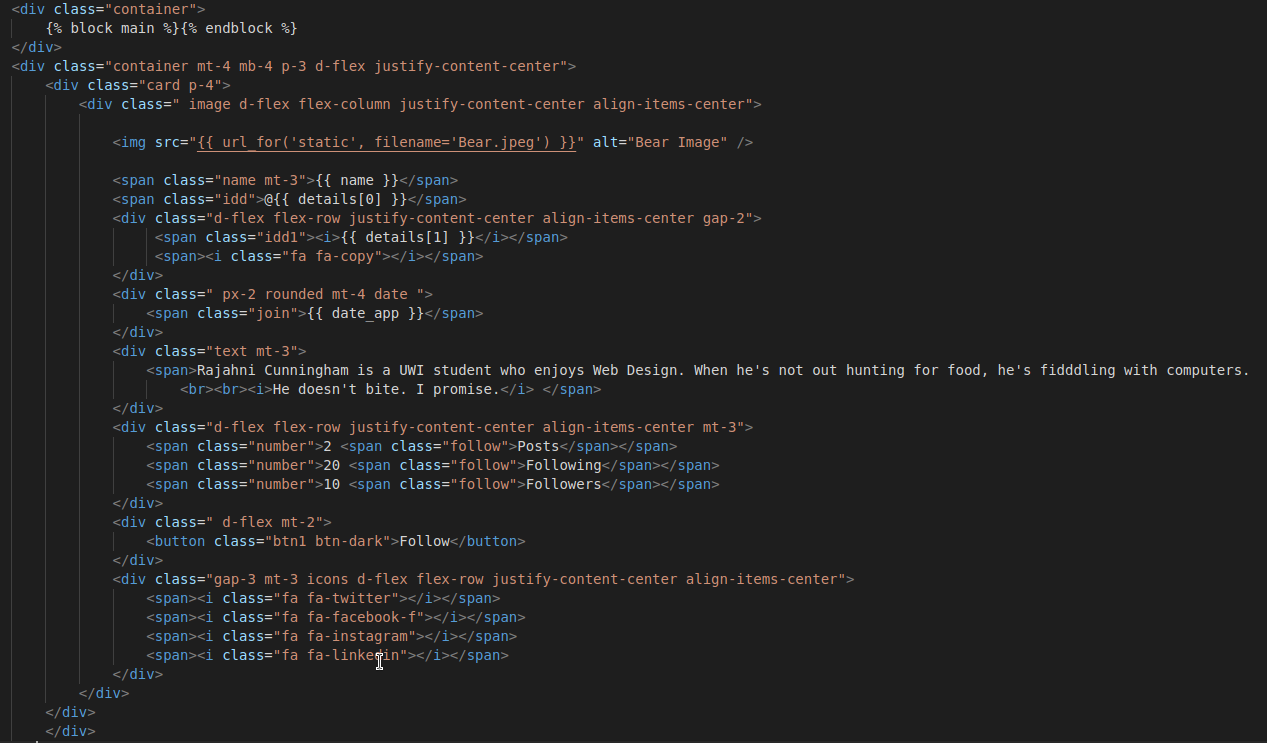 <div class="container">
    {% block main %}{% endblock %}
</div>
<div class="container mt-4 mb-4 p-3 d-flex justify-content-center">
    <div class="card p-4">
        <div class=" image d-flex flex-column justify-content-center align-items-center">

            <img src="{{ url_for('static', filename='Bear.jpeg') }}" alt="Bear Image" />

            <span class="name mt-3">{{ name }}</span>
            <span class="idd">@{{ details[0] }}</span>
            <div class="d-flex flex-row justify-content-center align-items-center gap-2">
                 <span class="idd1"><i>{{ details[1] }}</i></span>
                 <span><i class="fa fa-copy"></i></span>
            </div>
            <div class=" px-2 rounded mt-4 date ">
                <span class="join">{{ date_app }}</span>
            </div>
            <div class="text mt-3">
                <span>Rajahni Cunningham is a UWI student who enjoys Web Design. When he's not out hunting for food, he's fidddling with computers.
                    <br><br><i>He doesn't bite. I promise.</i> </span>
            </div>
            <div class="d-flex flex-row justify-content-center align-items-center mt-3">
                <span class="number">2 <span class="follow">Posts</span></span>
                <span class="number">20 <span class="follow">Following</span></span>
                <span class="number">10 <span class="follow">Followers</span></span>
            </div>
            <div class=" d-flex mt-2">
                <button class="btn1 btn-dark">Follow</button>
            </div>
            <div class="gap-3 mt-3 icons d-flex flex-row justify-content-center align-items-center">
                <span><i class="fa fa-twitter"></i></span>
                <span><i class="fa fa-facebook-f"></i></span>
                <span><i class="fa fa-instagram"></i></span>
                <span><i class="fa fa-linkedin"></i></span>
            </div>
        </div>
    </div>
    </div>